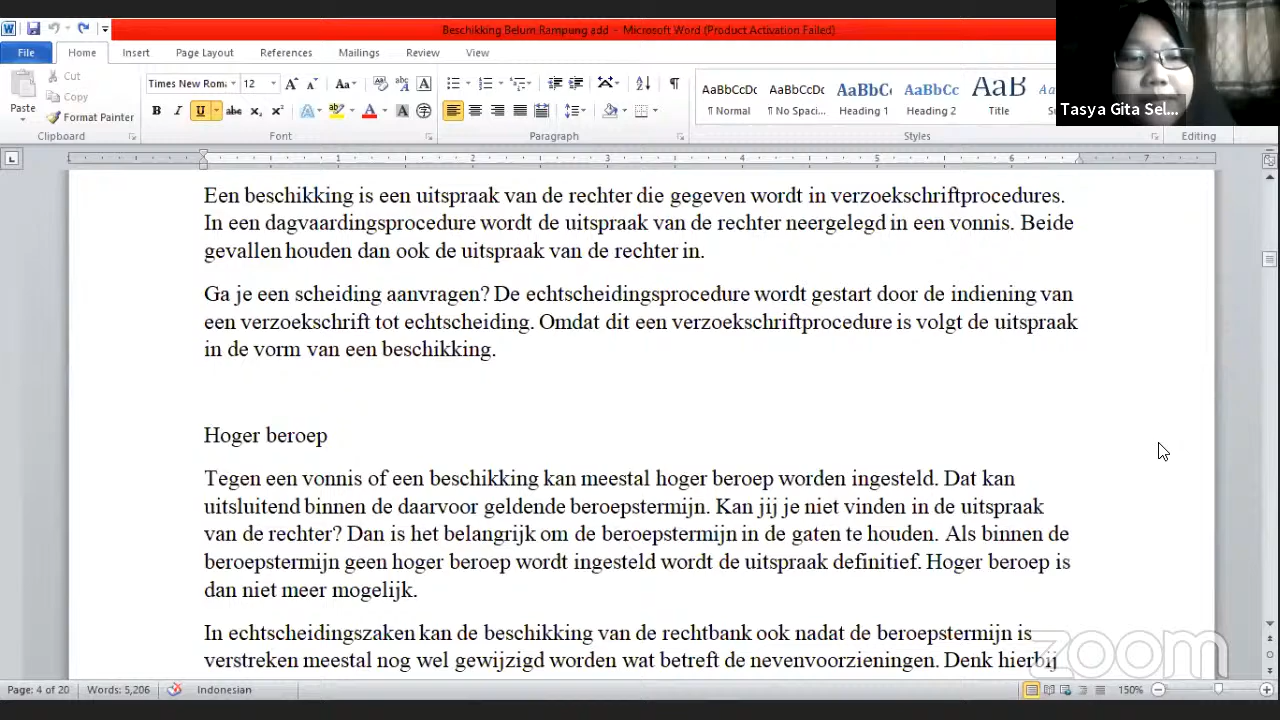 Beschikking Belum Rampung add - Microsoft Word (Product Activation Failed)
File Home Insert Page Layout References Mailings Review View
Tasya Gita Sel...
Paste
Cut
Copy
Format Painter
Times New Rom 12
AaBbCcDc AaBbCcDc AaBbC AaBbCc AaB
¶ Normal ¶ No Spaci... Heading 1 Heading 2 Title
Clipboard Font Paragraph Styles Editing
1 2 3 4 5 6 7
Een beschikking is een uitspraak van de rechter die gegeven wordt in verzoekschriftprocedures.
In een dagvaardingsprocedure wordt de uitspraak van de rechter neergelegd in een vonnis. Beide
gevallen houden dan ook de uitspraak van de rechter in.
Ga je een scheiding aanvragen? De echtscheidingsprocedure wordt gestart door de indiening van
een verzoekschrift tot echtscheiding. Omdat dit een verzoekschriftprocedure is volgt de uitspraak
in de vorm van een beschikking.
Hoger beroep
Tegen een vonnis of een beschikking kan meestal hoger beroep worden ingesteld. Dat kan
uitsluitend binnen de daarvoor geldende beroepstermijn. Kan jij je niet vinden in de uitspraak
van de rechter? Dan is het belangrijk om de beroepstermijn in de gaten te houden. Als binnen de
beroepstermijn geen hoger beroep wordt ingesteld wordt de uitspraak definitief. Hoger beroep is
dan niet meer mogelijk.
In echtscheidingszaken kan de beschikking van de rechtbank ook nadat de beroepstermijn is
verstreken meestal nog wel gewijzigd worden wat betreft de nevenvoorzieningen. Denk hierbij
zoom
Page: 4 of 20 Words: 5,206 Indonesian 150%